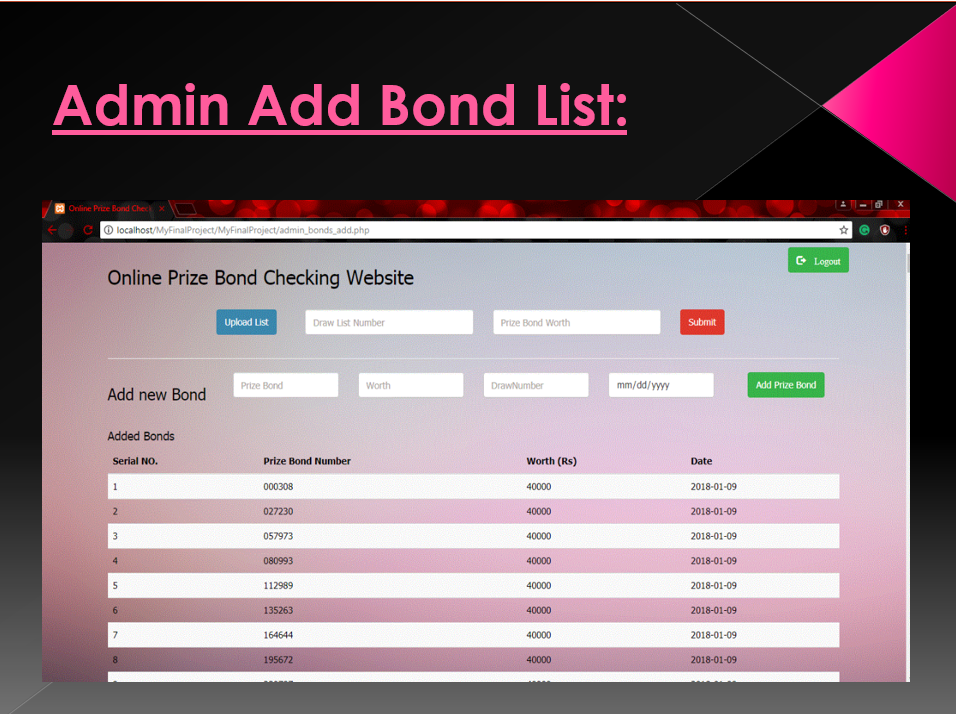 Admin Add Bond List:
Online Prize Bond Check
localhost/MyFinalProject/MyFinalProject/admin_bonds_add.php
Logout
Online Prize Bond Checking Website
Upload List Draw List Number Prize Bond Worth Submit
Add new Bond Prize Bond Worth DrawNumber mm/dd/yyyy Add Prize Bond
Added Bonds
Serial NO. Prize Bond Number Worth (Rs) Date
1 000308 40000 2018-01-09
2 027230 40000 2018-01-09
3 057973 40000 2018-01-09
4 080993 40000 2018-01-09
5 112989 40000 2018-01-09
6 135263 40000 2018-01-09
7 164644 40000 2018-01-09
8 195672 40000 2018-01-09